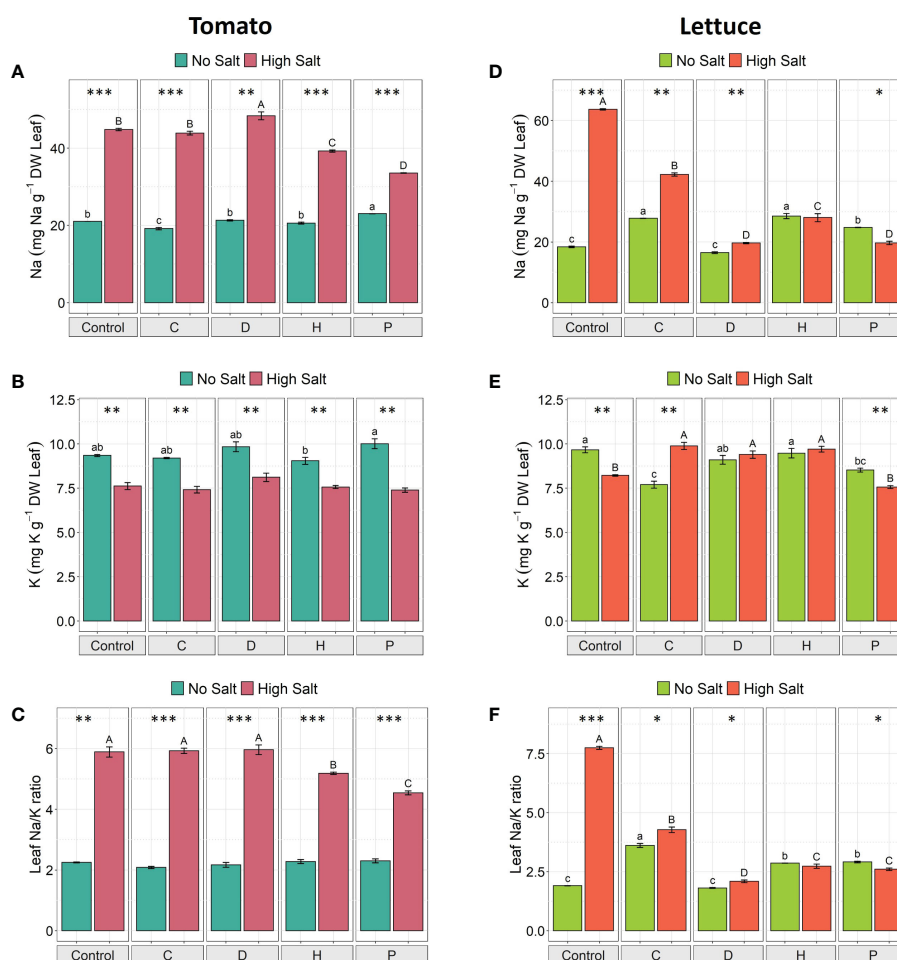 Tomato
Lettuce
No Salt High Salt
A
*** *** ** *** ***
Na (mg Na g⁻¹ DW Leaf)
40
20
0
b B c B b A b C a D
Control C D H P
No Salt High Salt
D
*** ** ** *
Na (mg Na g⁻¹ DW Leaf)
60
40
20
0
c A a B c D a C b D
Control C D H P
No Salt High Salt
B
** ** ** ** **
K (mg K g⁻¹ DW Leaf)
12.5
10.0
7.5
5.0
2.5
0.0
ab ab ab b a
Control C D H P
No Salt High Salt
E
** ** **
K (mg K g⁻¹ DW Leaf)
12.5
10.0
7.5
5.0
2.5
0.0
a B c A ab A a A bc B
Control C D H P
No Salt High Salt
C
** *** *** *** ***
Leaf Na/K ratio
6
4
2
0
A A A B C
Control C D H P
No Salt High Salt
F
*** * * *
Leaf Na/K ratio
7.5
5.0
2.5
0.0
c A a B c D b C b C
Control C D H P